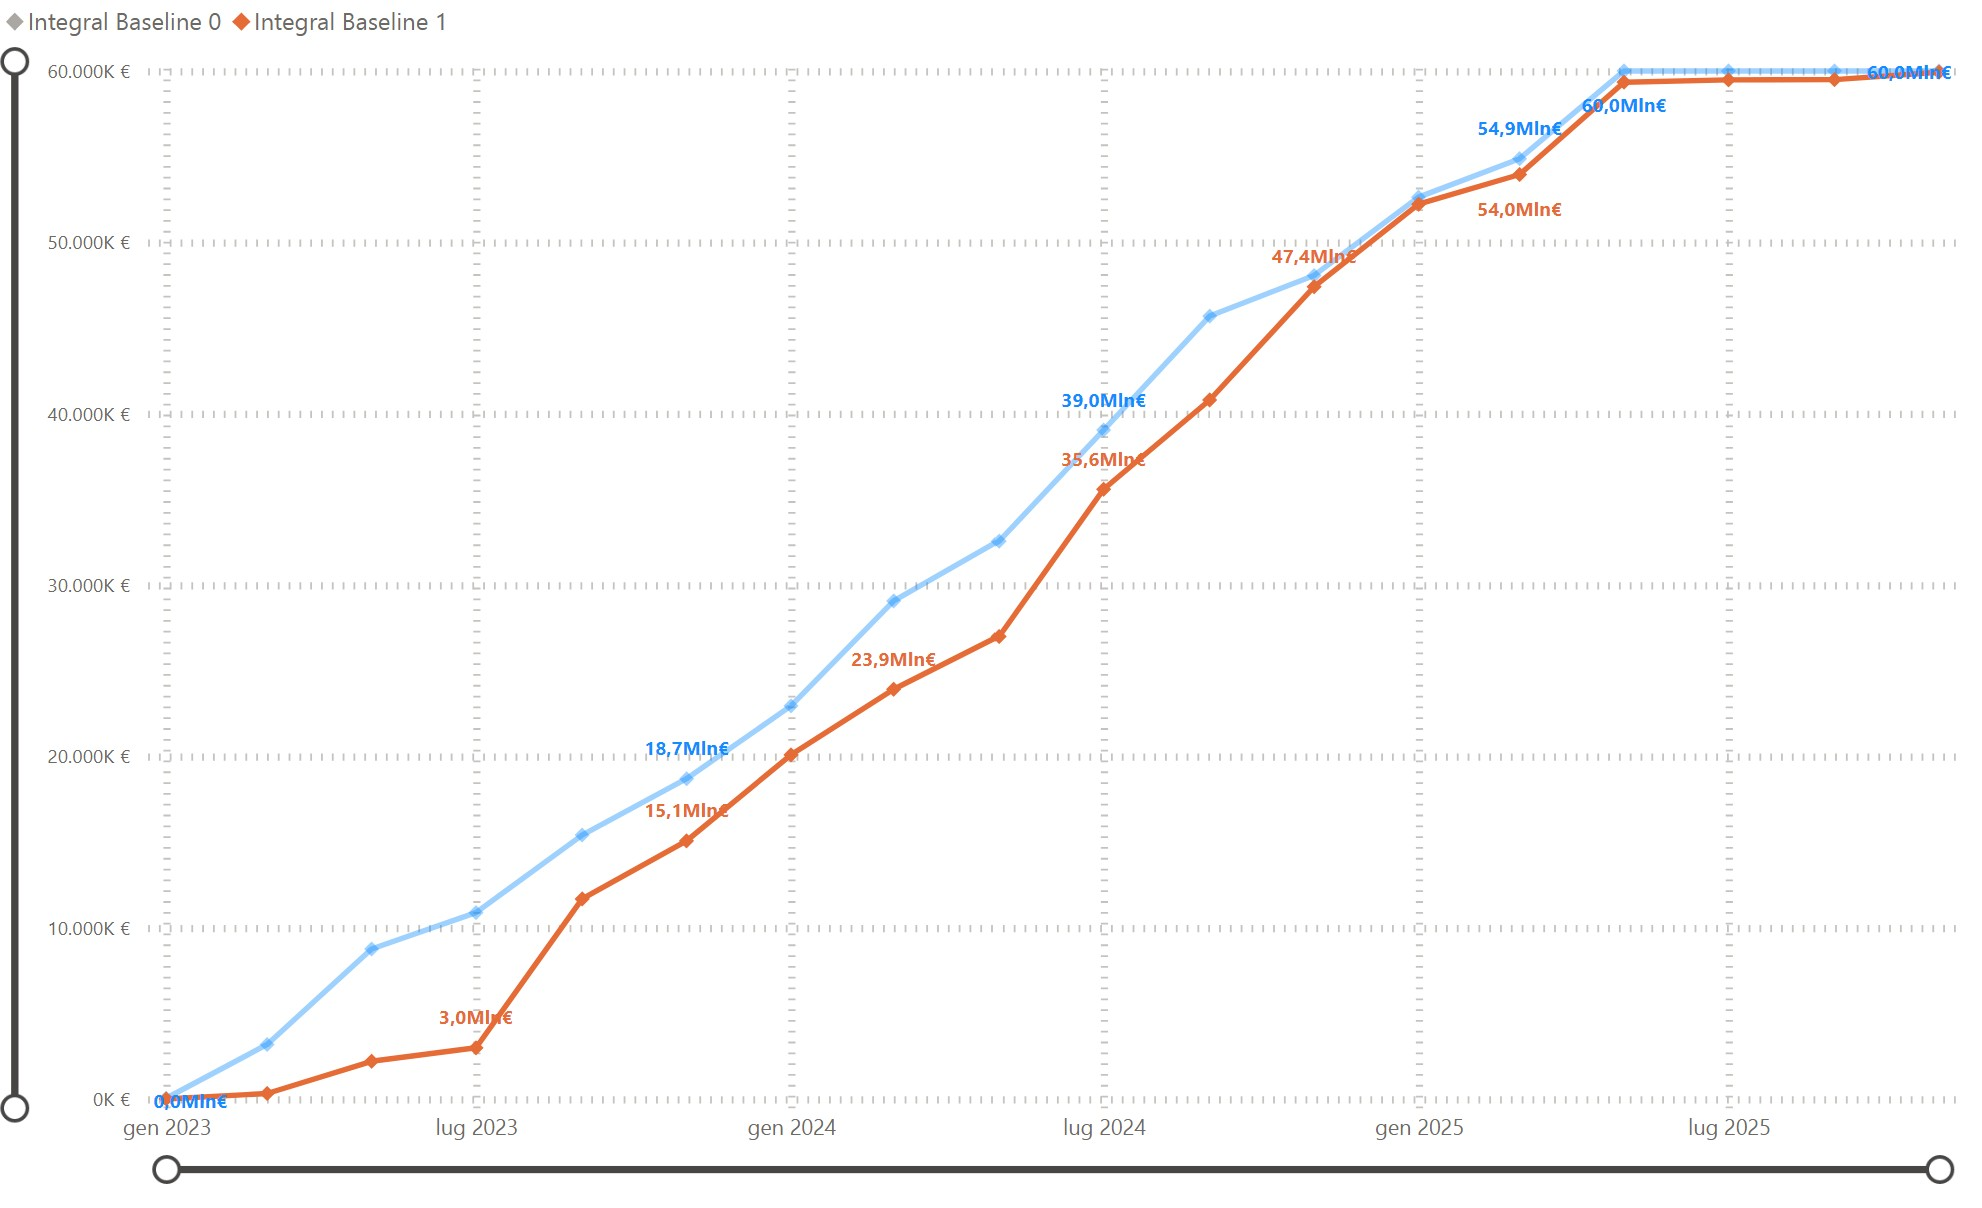 Integral Baseline 0 Integral Baseline 1
60.000K €
60,0Mln€
60,0Mln€
54,9Mln€
54,0Mln€
50.000K €
47,4Mln€
40.000K €
39,0Mln€
35,6Mln€
30.000K €
23,9Mln€
20.000K €
18,7Mln€
15,1Mln€
10.000K €
3,0Mln€
0K €
0,0Mln€
gen 2023 lug 2023 gen 2024 lug 2024 gen 2025 lug 2025